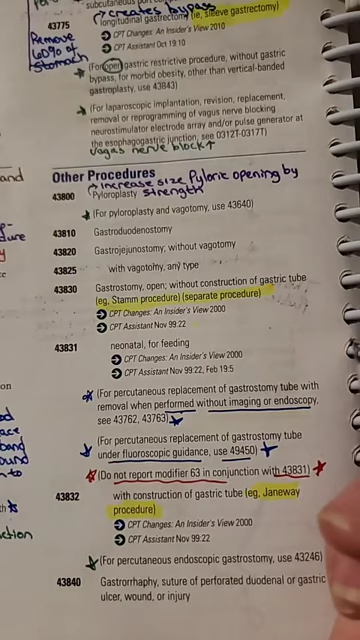 subcutaneous port
creates bypass
43775 longitudinal gastrectomy (ie, sleeve gastrectomy)
Remove
60% of
stomach
CPT Changes: An Insider's View 2010
CPT Assistant Oct 19:10
(For open gastric restrictive procedure, without gastric
bypass, for morbid obesity, other than vertical-banded
gastroplasty, use 43843)
(For laparoscopic implantation, revision, replacement,
removal or reprogramming of vagus nerve blocking
neurostimulator electrode array and/or pulse generator at
the esophagogastric junction, see 0312T-0317T)
vagas nerve block
and
Other Procedures
increase size Pyloric opening by
strength
43800 Pyloroplasty
(For pyloroplasty and vagotomy, use 43640)
43810 Gastroduodenostomy
43820 Gastrojejunostomy; without vagotomy
43825 with vagotomy, any type
43830 Gastrostomy, open; without construction of gastric tube
(eg, Stamm procedure) (separate procedure)
CPT Changes: An Insider's View 2000
CPT Assistant Nov 99:22
43831 neonatal, for feeding
CPT Changes: An Insider's View 2000
CPT Assistant Nov 99:22, Feb 19:5
on
(For percutaneous replacement of gastrostomy tube with
removal when performed without imaging or endoscopy,
see 43762, 43763)
(For percutaneous replacement of gastrostomy tube
under fluoroscopic guidance, use 49450)
(Do not report modifier 63 in conjunction with 43831)
43832 with construction of gastric tube (eg, Janeway
procedure)
CPT Changes: An Insider's View 2000
CPT Assistant Nov 99:22
(For percutaneous endoscopic gastrostomy, use 43246)
43840 Gastrorrhaphy, suture of perforated duodenal or gastric
ulcer, wound, or injury